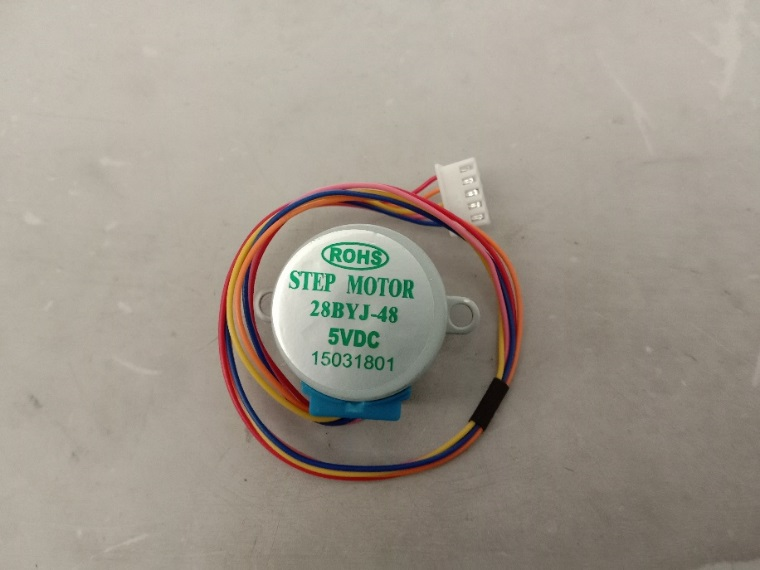 ROHS
STEP MOTOR
28BYJ-48
5VDC
15031801